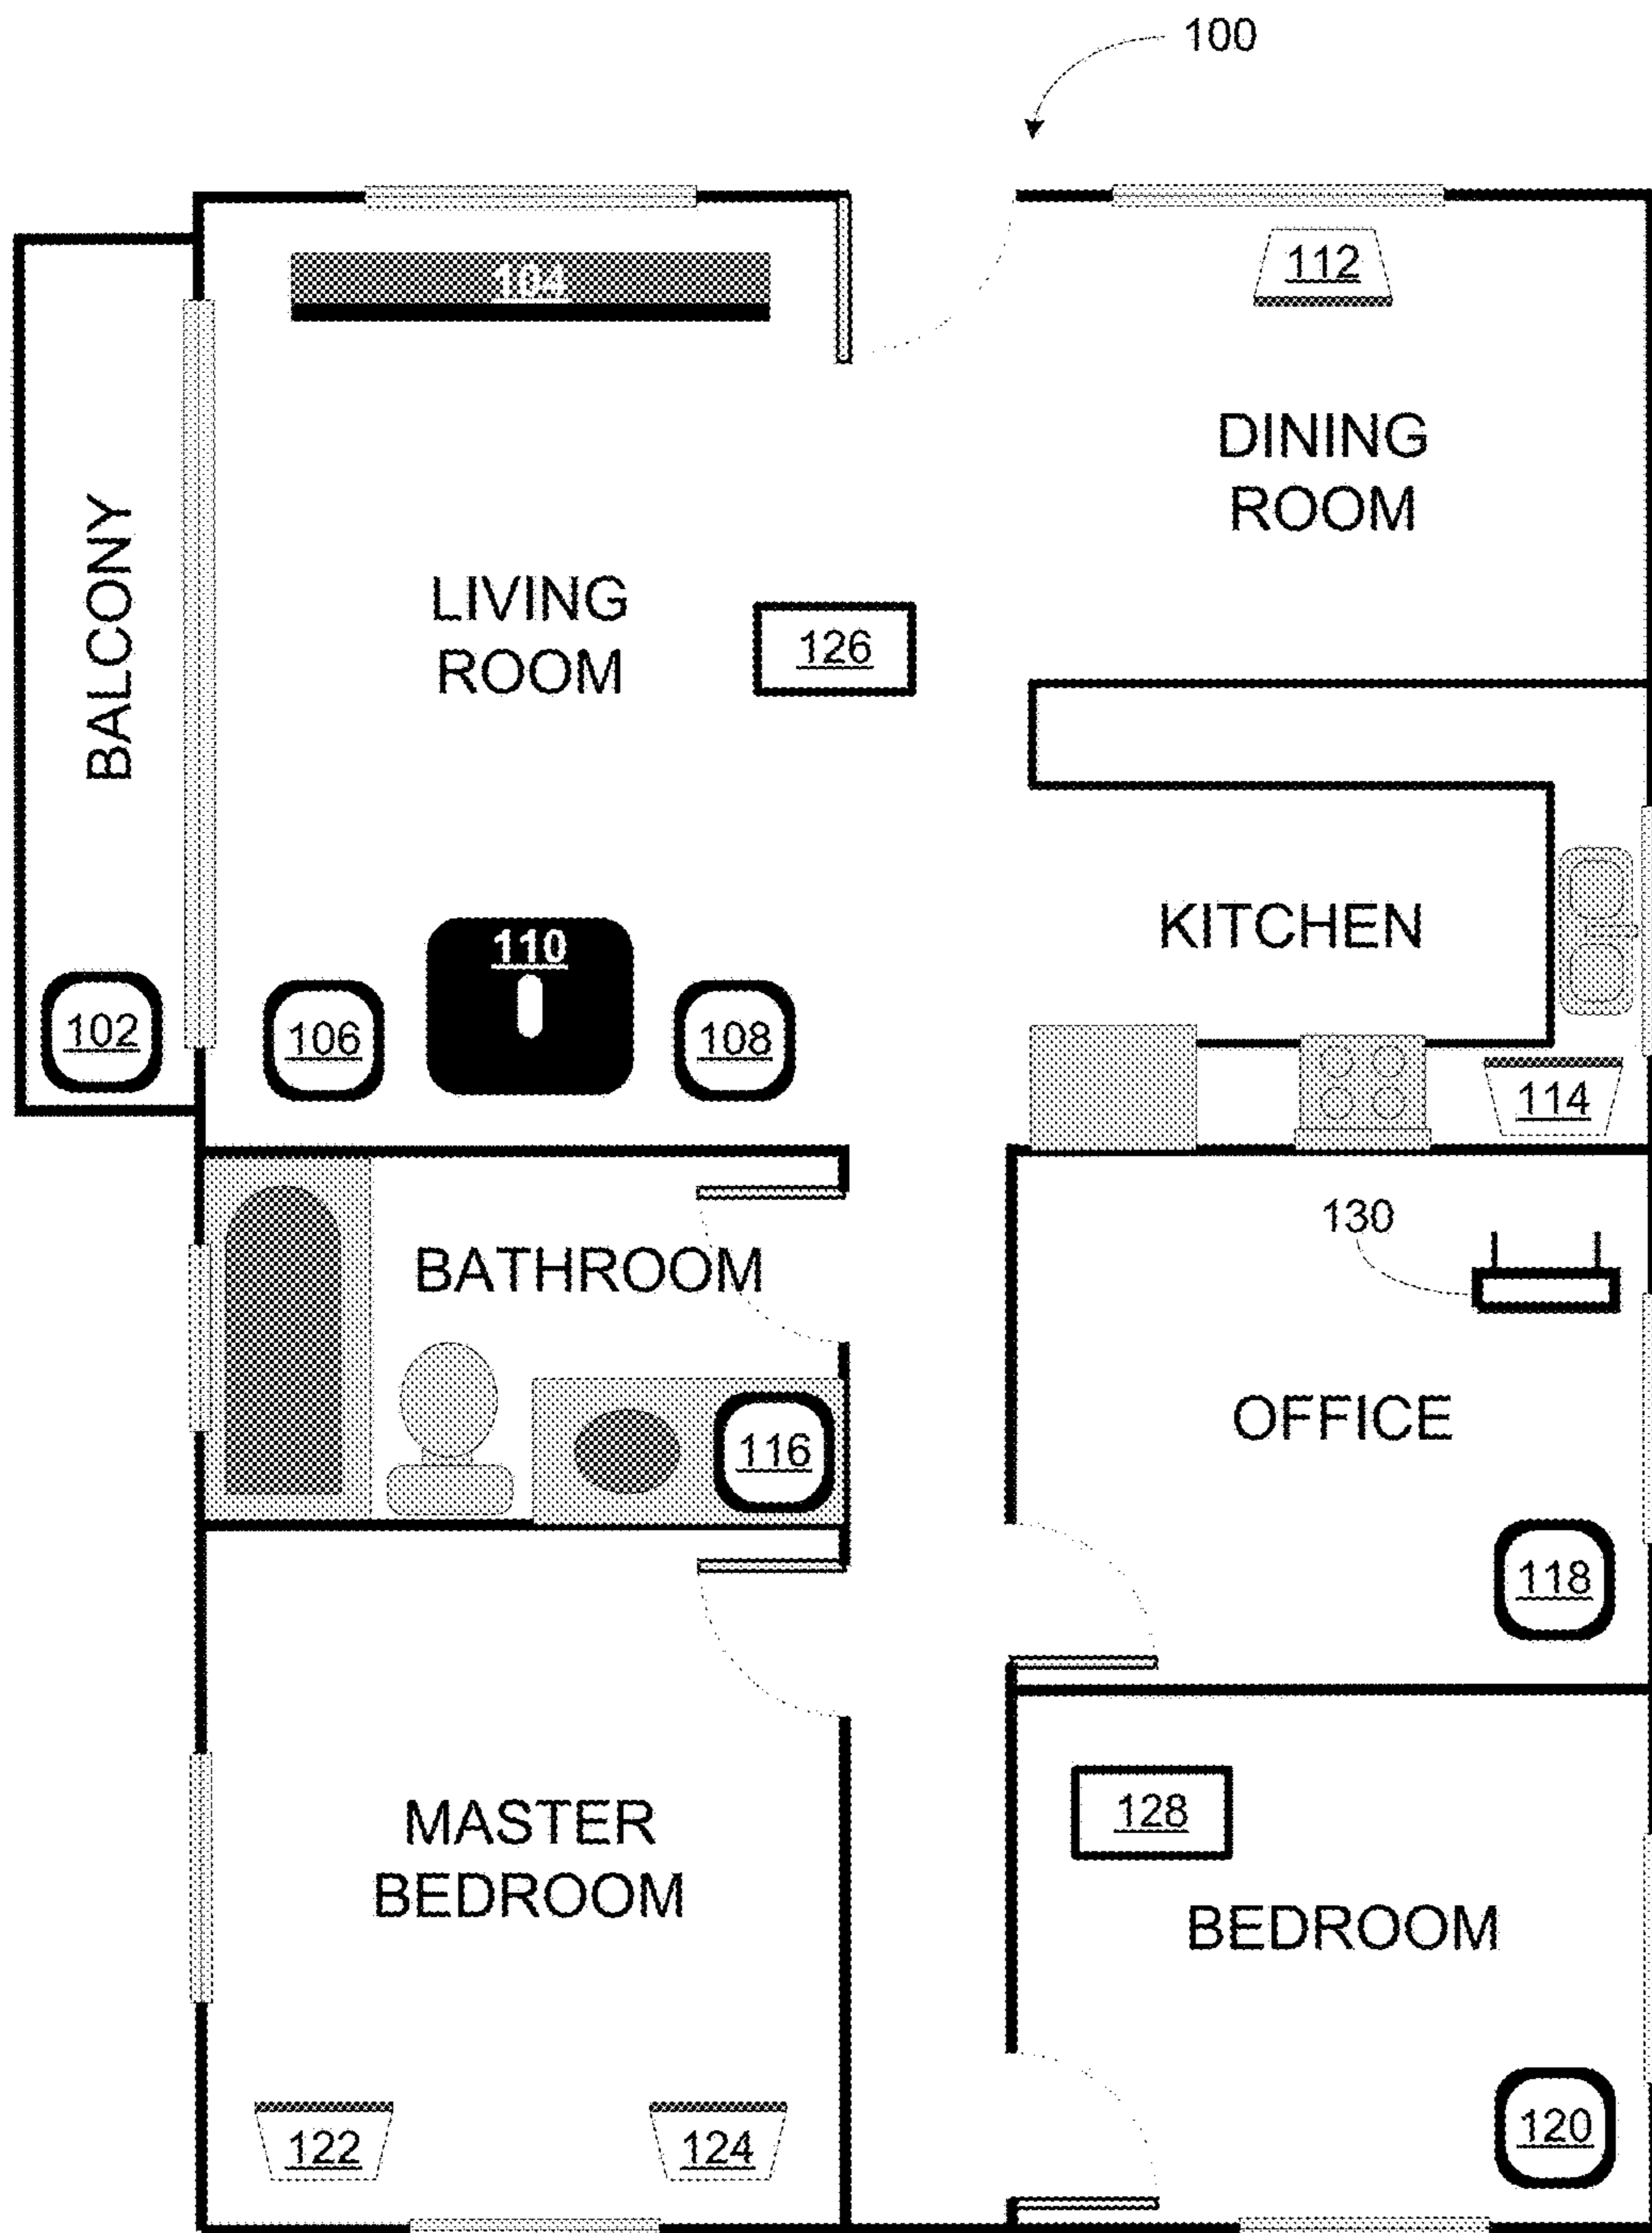 100
104
112
DINING
ROOM
BALCONY
LIVING
ROOM
126
KITCHEN
110
102
106
108
114
130
BATHROOM
OFFICE
116
118
MASTER
BEDROOM
128
BEDROOM
122
124
120